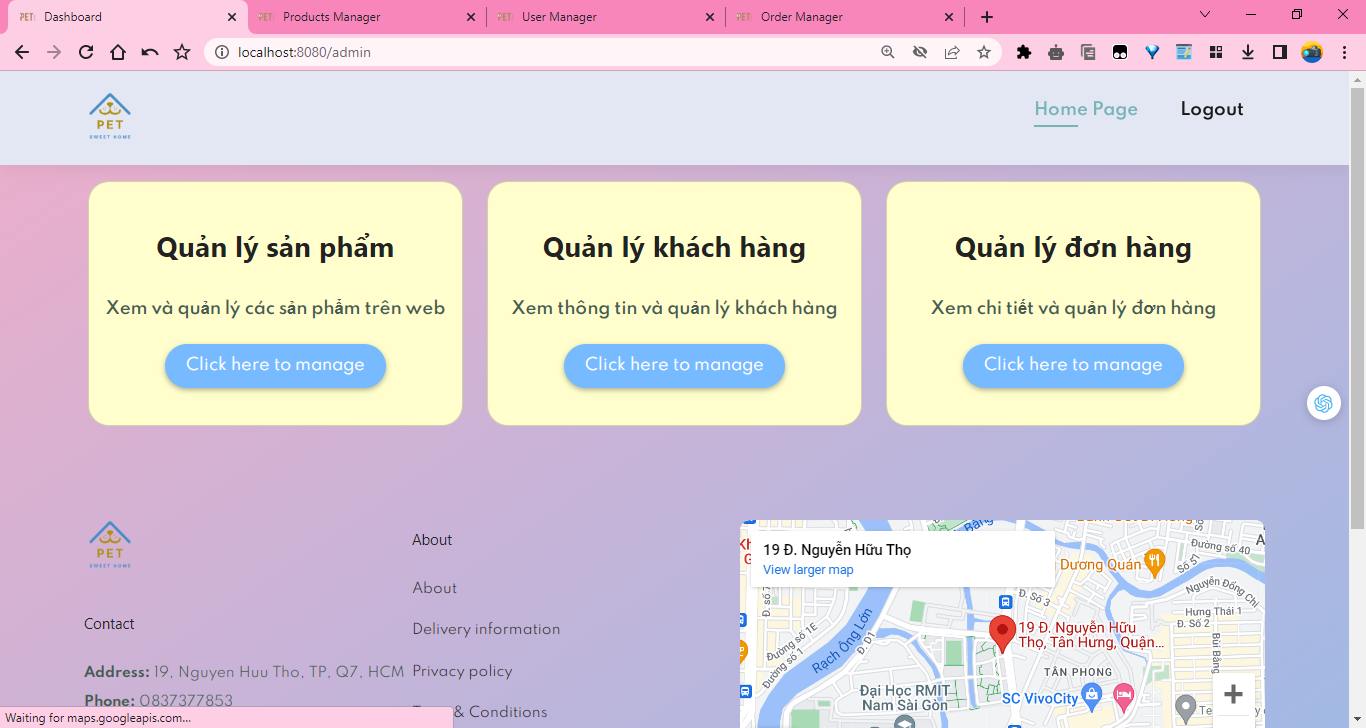 Dashboard
Products Manager
User Manager
Order Manager
localhost:8080/admin
PET
SWEET HOME
Home Page
Logout
Quản lý sản phẩm
Xem và quản lý các sản phẩm trên web
Click here to manage
Quản lý khách hàng
Xem thông tin và quản lý khách hàng
Click here to manage
Quản lý đơn hàng
Xem chi tiết và quản lý đơn hàng
Click here to manage
PET
SWEET HOME
Contact
Address: 19, Nguyen Huu Tho, TP, Q7, HCM
Phone: 0837377853
About
About
Delivery information
Privacy policy
& Conditions
19 Đ. Nguyễn Hữu Thọ
View larger map
Dương Quán
Đường số 40
Số 51
Nguyễn Đổng Chi
Hưng Thái 1
Đ. Số 2
Bùi Bằng
Đ. Số 3
19 Đ. Nguyễn Hữu
Thọ, Tân Hưng, Quận...
TÂN PHONG
SC VivoCity
Đường số 1E
Đường số 1
Rạch Ông Lớn
Đ. D1
Đại Học RMIT
Nam Sài Gòn
Waiting for maps.googleapis.com...